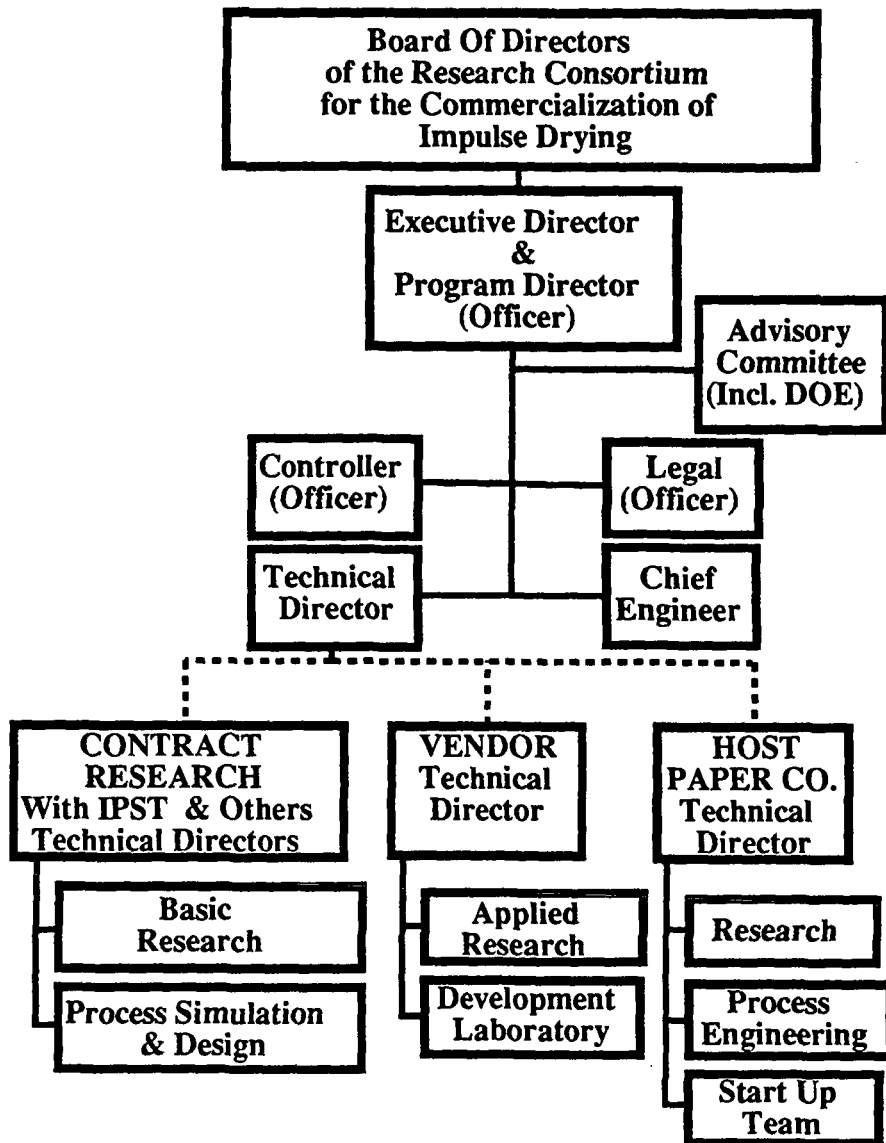 Board Of Directors
of the Research Consortium
for the Commercialization of
Impulse Drying
Executive Director
&
Program Director
(Officer)
Advisory
Committee
(Incl. DOE)
Controller
(Officer)
Legal
(Officer)
Technical
Director
Chief
Engineer
CONTRACT
RESEARCH
With IPST & Others
Technical Directors
VENDOR
Technical
Director
HOST
PAPER CO.
Technical
Director
Basic
Research
Process Simulation
& Design
Applied
Research
Development
Laboratory
Research
Process
Engineering
Start Up
Team